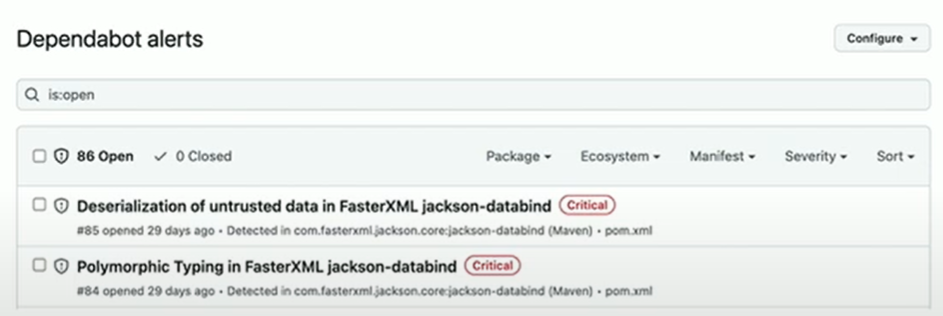 Dependabot alerts
Configure
is:open
86 Open 0 Closed Package Ecosystem Manifest Severity Sort
Deserialization of untrusted data in FasterXML jackson-databind Critical
#85 opened 29 days ago • Detected in com.fasterxml.jackson.core:jackson-databind (Maven) • pom.xml
Polymorphic Typing in FasterXML jackson-databind Critical
#84 opened 29 days ago • Detected in com.fasterxml.jackson.core:jackson-databind (Maven) • pom.xml